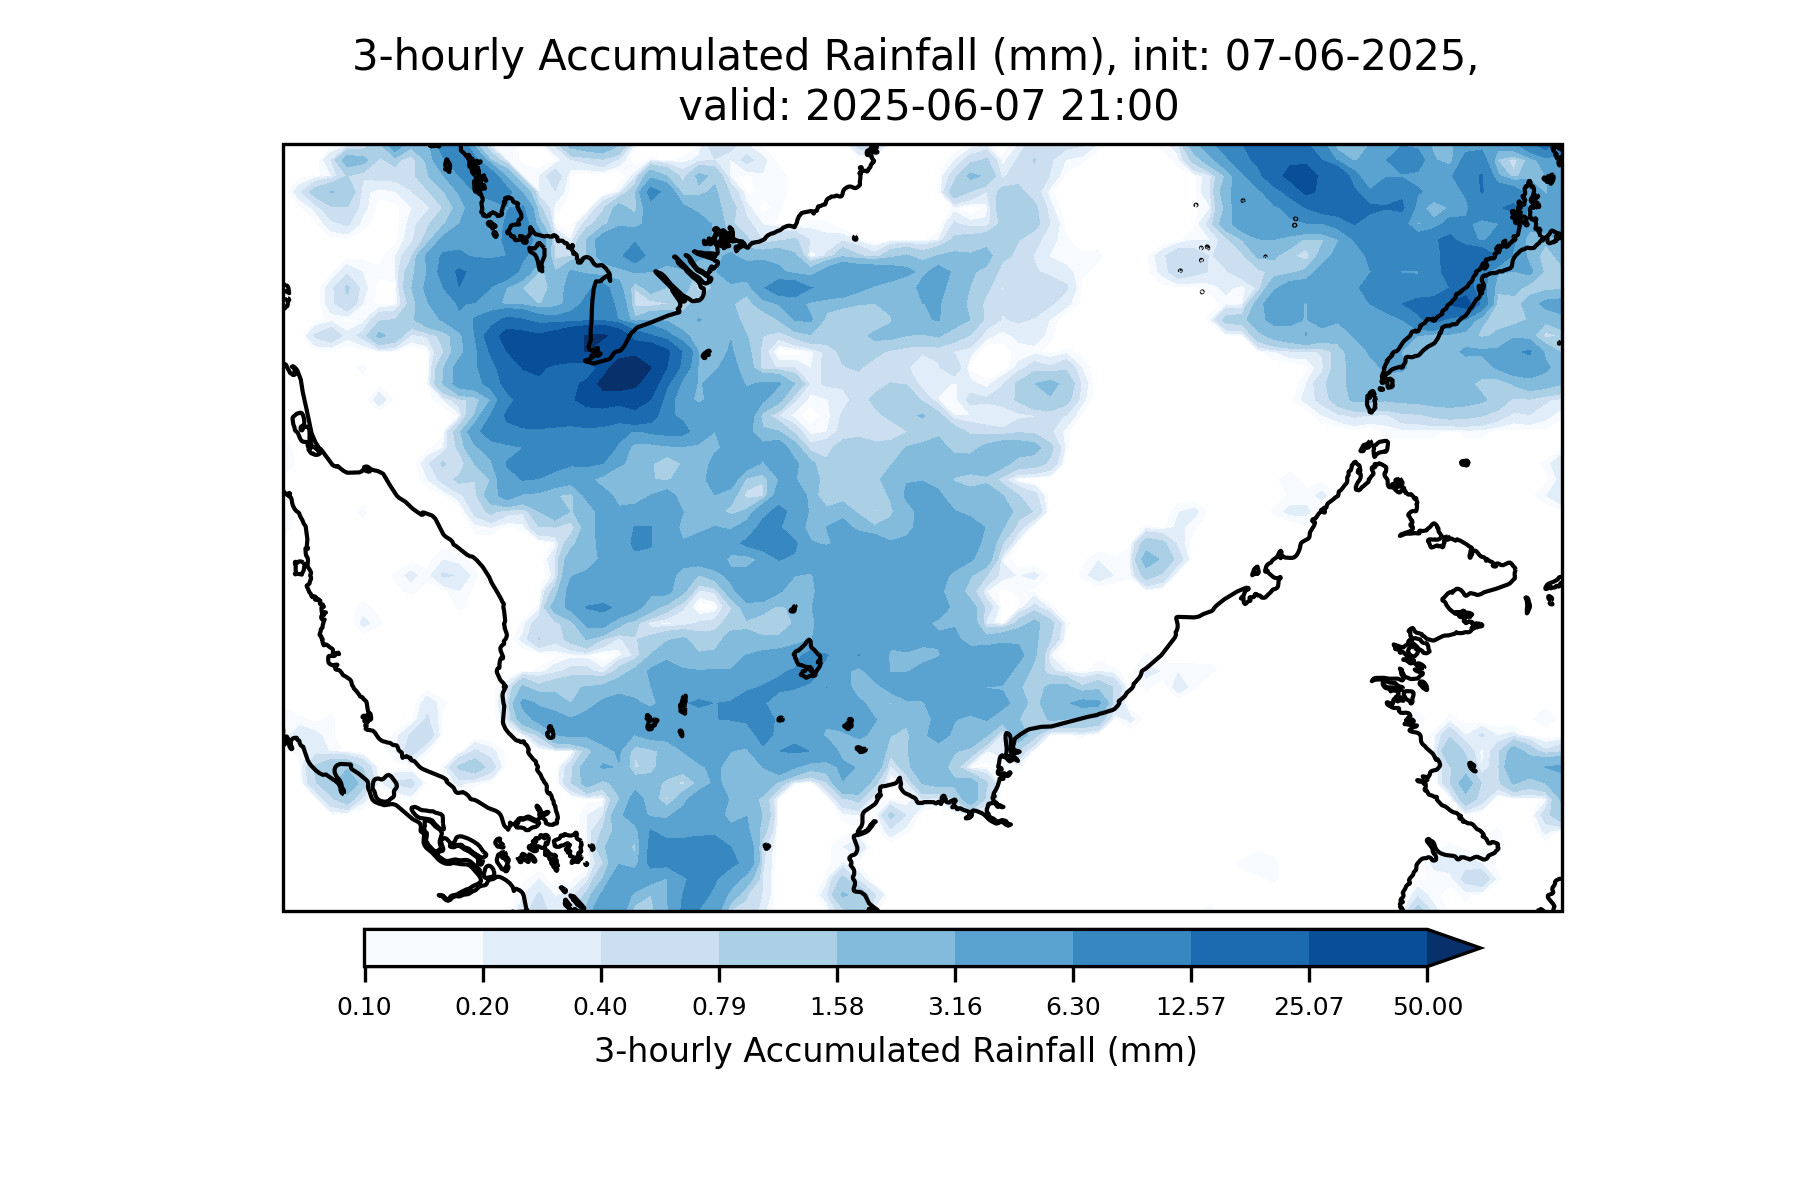 3-hourly Accumulated Rainfall (mm), init: 07-06-2025,
valid: 2025-06-07 21:00
0.10 0.20 0.40 0.79 1.58 3.16 6.30 12.57 25.07 50.00
3-hourly Accumulated Rainfall (mm)